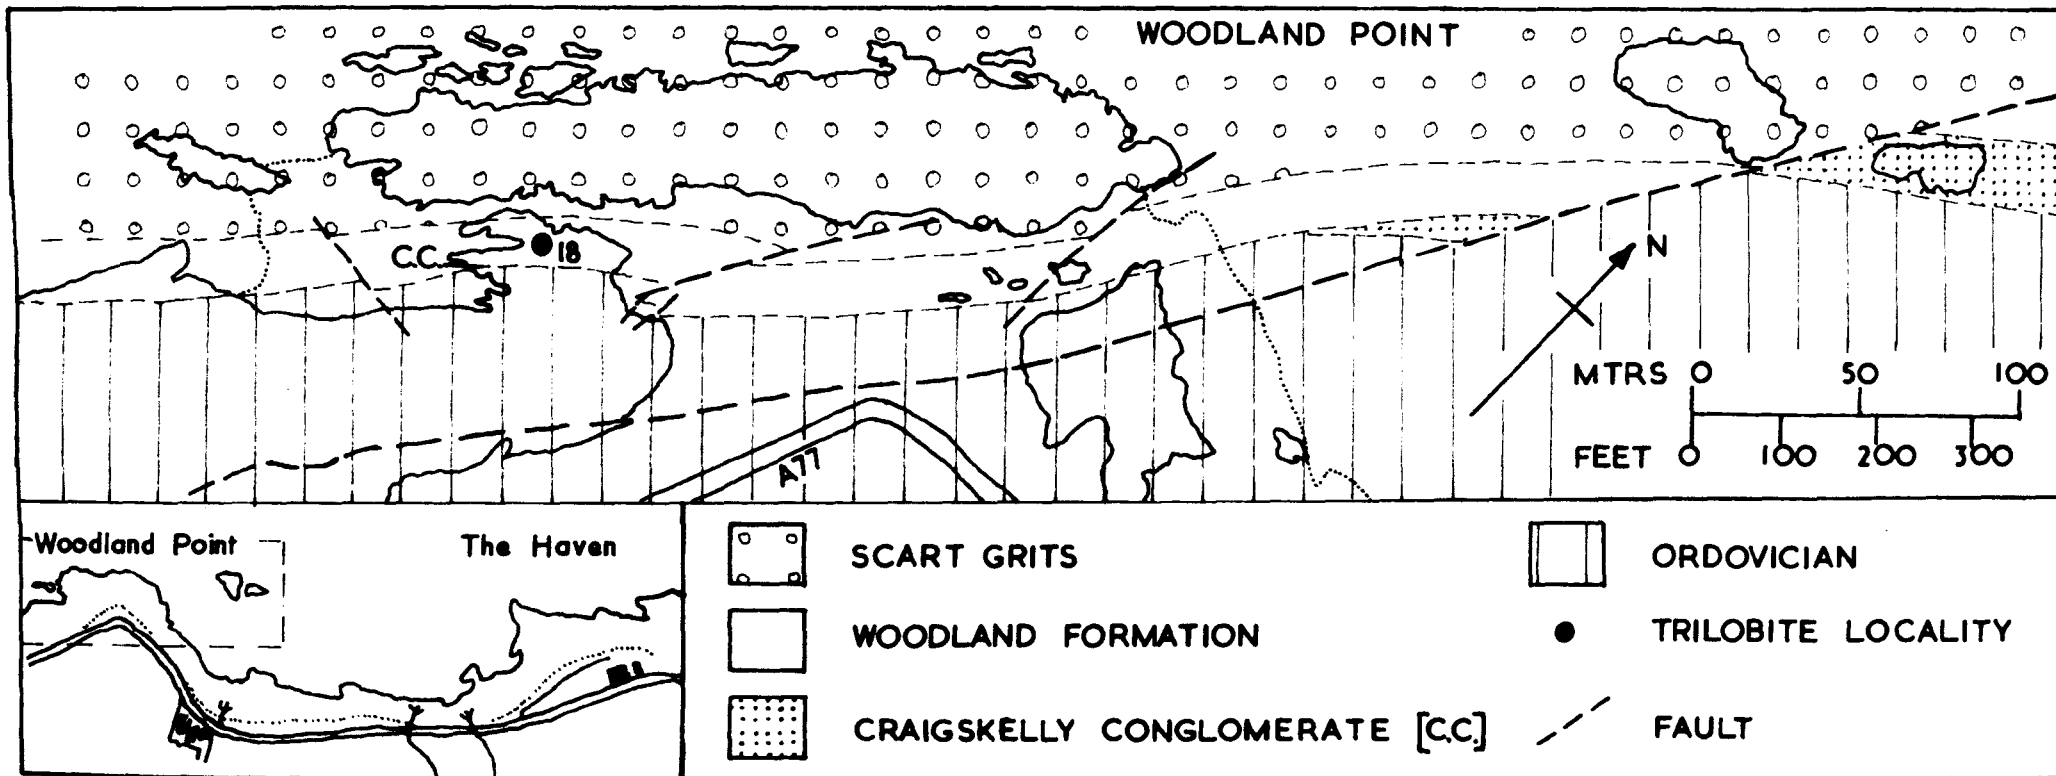 WOODLAND POINT
C.C.
18
N
A77
MTRS 0 50 100
FEET 0 100 200 300
Woodland Point
The Haven
SCART GRITS
WOODLAND FORMATION
CRAIGSKELLY CONGLOMERATE [C.C.]
ORDOVICIAN
TRILOBITE LOCALITY
FAULT